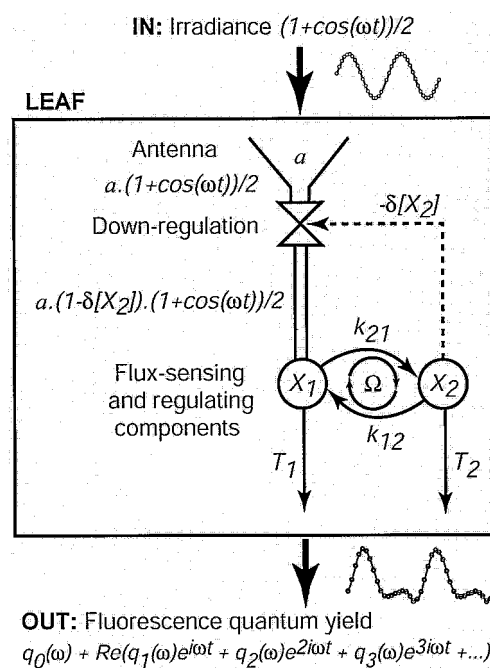 IN: Irradiance (1+cos(ωt))/2
LEAF
Antenna
a
a.(1+cos(ωt))/2
-δ[X2]
Down-regulation
a.(1-δ[X2]).(1+cos(ωt))/2
k21
Flux-sensing
and regulating
components
X1
Ω
X2
k12
T1
T2
OUT: Fluorescence quantum yield
q0(ω) + Re(q1(ω)e^iωt + q2(ω)e^2iωt + q3(ω)e^3iωt +...)